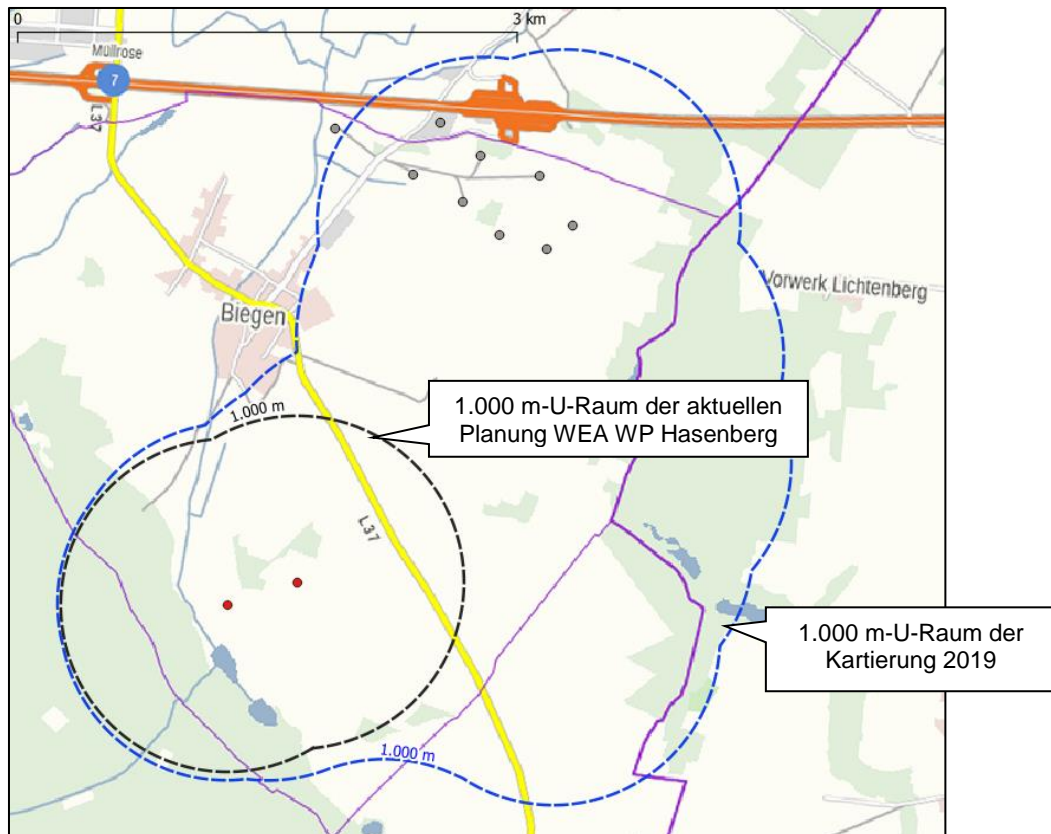 0
3 km
Müllrose
7
L37
Biegen
Vorwerk Lichtenberg
1.000 m
1.000 m-U-Raum der aktuellen
Planung WEA WP Hasenberg
L37
1.000 m-U-Raum der
Kartierung 2019
1.000 m